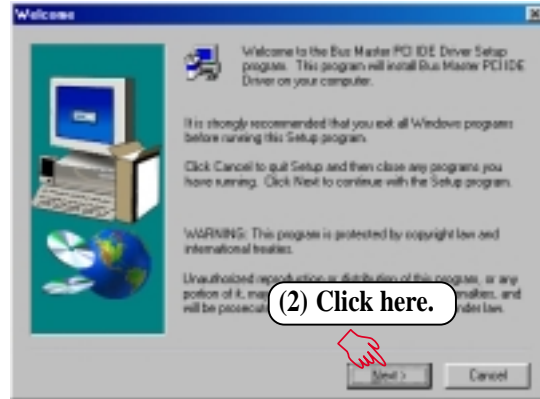 Welcome
Welcome to the Bus Master PCI IDE Driver Setup
program. This program will install Bus Master PCI IDE
Driver on your computer.
It is strongly recommended that you exit all Windows programs
before running this Setup program.
Click Cancel to quit Setup and then close any programs you
have running. Click Next to continue with the Setup program.
WARNING: This program is protected by copyright law and
international treaties.
Unauthorized reproduction or distribution of this program, or any
portion of it, may
will be
(2) Click here.
and
law.
Next >
Cancel